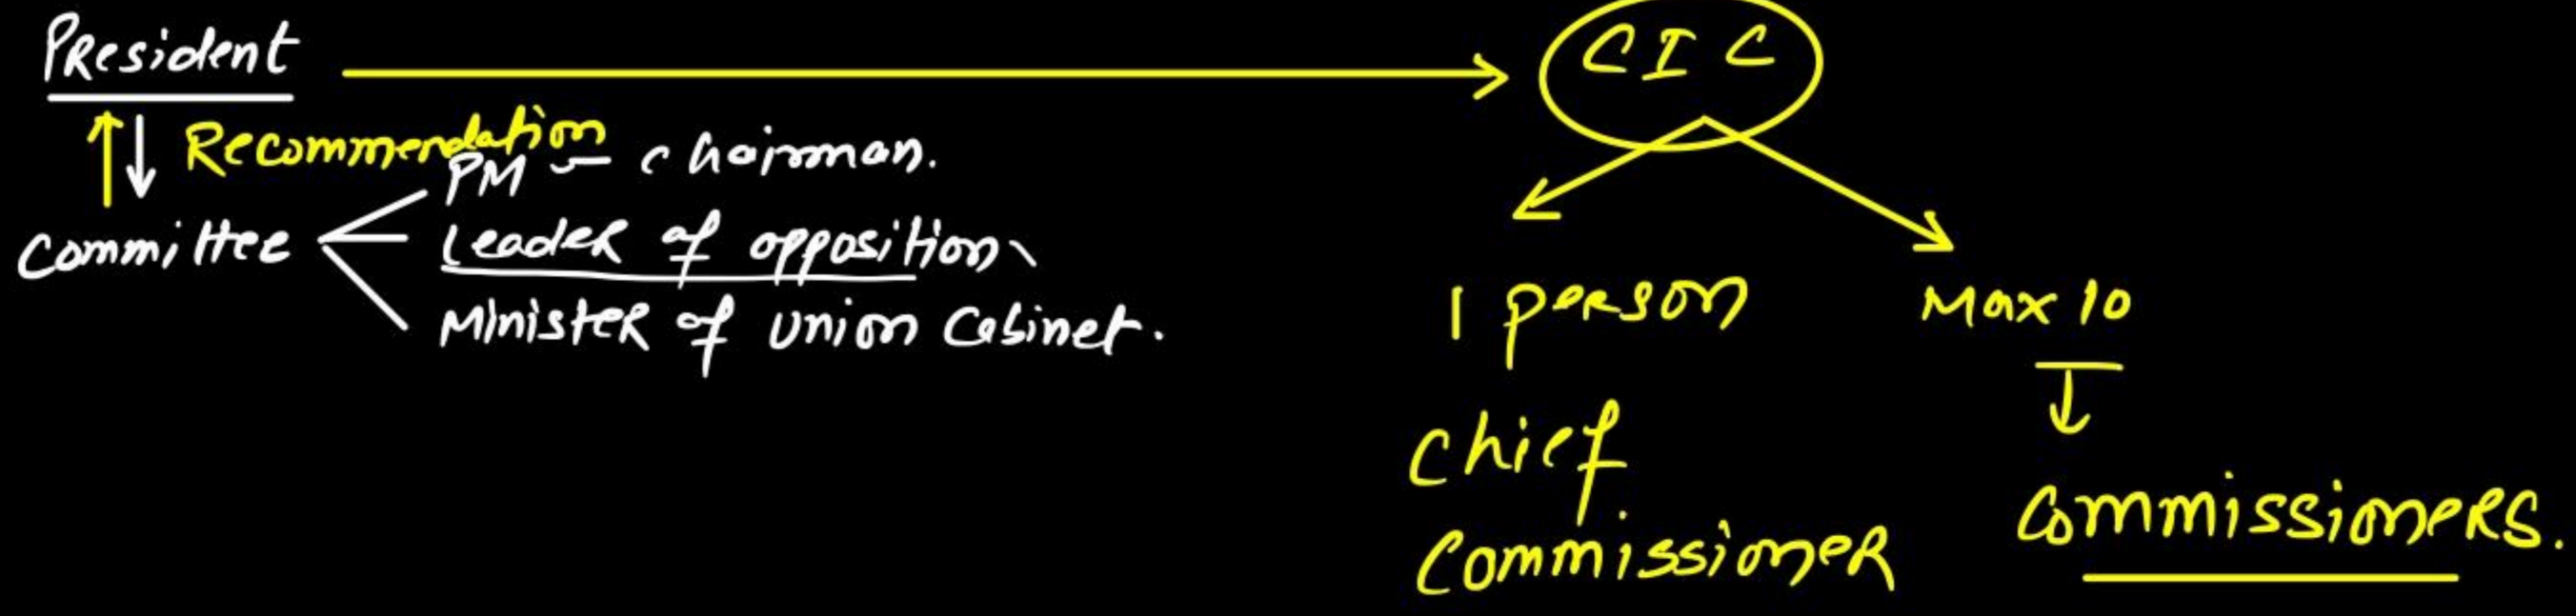 President
CIC
Recommendation
PM - chairman.
Committee
Leader of opposition
Minister of Union Cabinet.
1 person
Max 10
Chief
Commissioner
Commissioners.